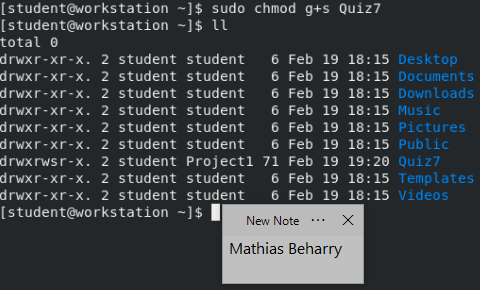 [student@workstation ~]$ sudo chmod g+s Quiz7
[student@workstation ~]$ ll
total 0
drwxr-xr-x. 2 student student   6 Feb 19 18:15 Desktop
drwxr-xr-x. 2 student student   6 Feb 19 18:15 Documents
drwxr-xr-x. 2 student student   6 Feb 19 18:15 Downloads
drwxr-xr-x. 2 student student   6 Feb 19 18:15 Music
drwxr-xr-x. 2 student student   6 Feb 19 18:15 Pictures
drwxr-xr-x. 2 student student   6 Feb 19 18:15 Public
drwxrwsr-x. 2 student Project1 71 Feb 19 19:20 Quiz7
drwxr-xr-x. 2 student student   6 Feb 19 18:15 Templates
drwxr-xr-x. 2 student student   6 Feb 19 18:15 Videos
[student@workstation ~]$
New Note ··· ×
Mathias Beharry